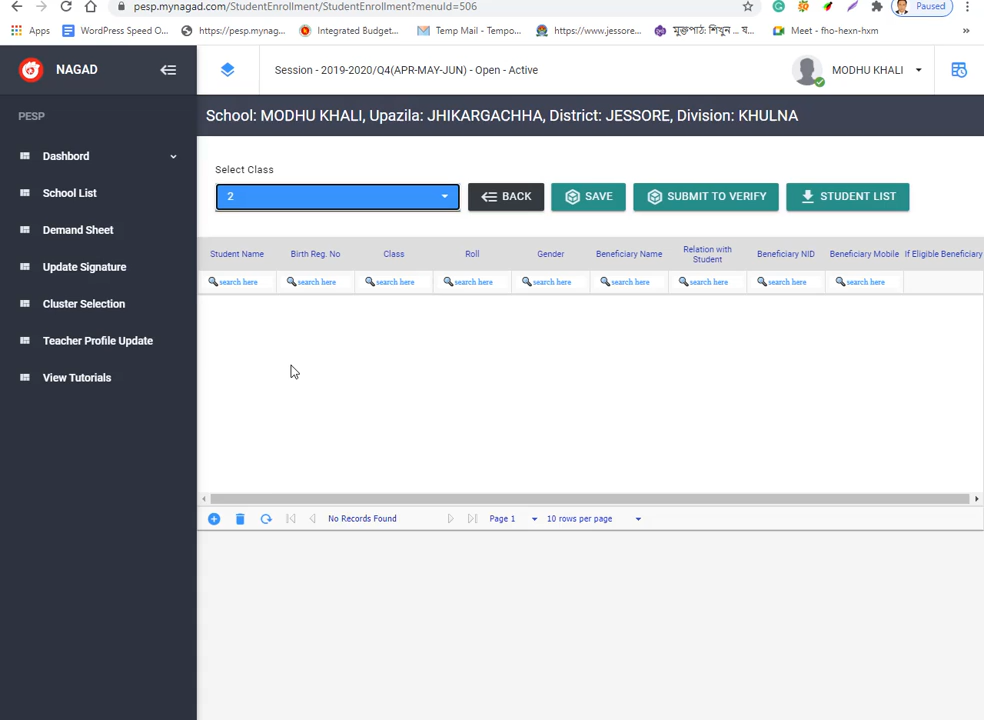 pesp.mynagad.com/StudentEnrollment/StudentEnrollment?menuId=506
Paused
Apps
WordPress Speed O...
https://pesp.mynag...
Integrated Budget...
Temp Mail - Tempo...
https://www.jessore...
মুক্তপাঠ: শিখুন ... য...
Meet - fho-hexn-hxm
»
NAGAD
Session - 2019-2020/Q4(APR-MAY-JUN) - Open - Active
MODHU KHALI
PESP
School: MODHU KHALI, Upazila: JHIKARGACHHA, District: JESSORE, Division: KHULNA
Dashbord
School List
Demand Sheet
Update Signature
Cluster Selection
Teacher Profile Update
View Tutorials
Select Class
2
BACK
SAVE
SUBMIT TO VERIFY
STUDENT LIST
Student Name
Birth Reg. No
Class
Roll
Gender
Beneficiary Name
Relation with
Student
Beneficiary NID
Beneficiary Mobile
If Eligible Beneficiary
search here
search here
search here
search here
search here
search here
search here
search here
search here
No Records Found
Page 1
10 rows per page